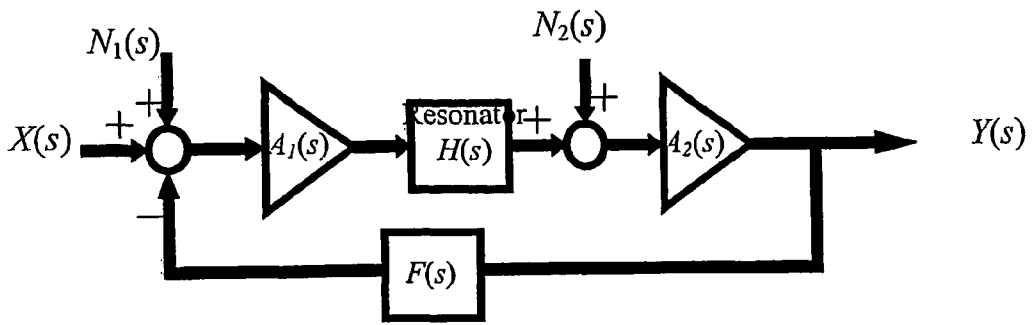 N₁(s)
N₂(s)
+
+
+
X(s)
A₁(s)
Resonator
H(s)
+
A₂(s)
Y(s)
−
F(s)